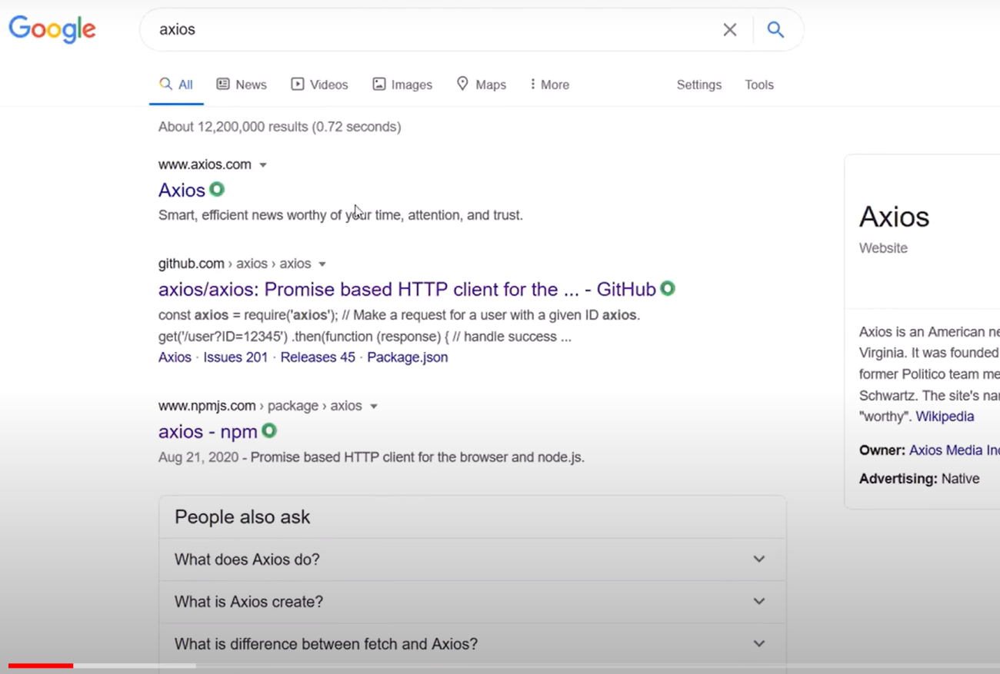 Google
axios
All News Videos Images Maps More Settings Tools
About 12,200,000 results (0.72 seconds)
www.axios.com
Axios
Smart, efficient news worthy of your time, attention, and trust.
github.com › axios › axios
axios/axios: Promise based HTTP client for the ... - GitHub
const axios = require('axios'); // Make a request for a user with a given ID axios.
get('/user?ID=12345') .then(function (response) { // handle success ...
Axios · Issues 201 · Releases 45 · Package.json
www.npmjs.com › package › axios
axios - npm
Aug 21, 2020 - Promise based HTTP client for the browser and node.js.
People also ask
What does Axios do?
What is Axios create?
What is difference between fetch and Axios?
Axios
Website
Axios is an American ne
Virginia. It was founded
former Politico team me
Schwartz. The site's na
"worthy". Wikipedia
Owner: Axios Media Inc
Advertising: Native